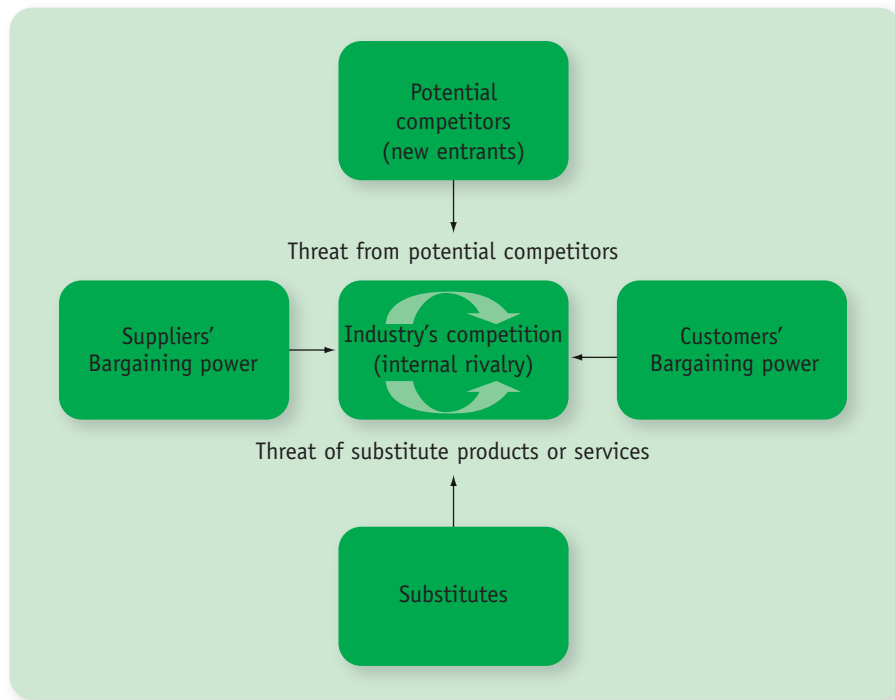 Potential
competitors
(new entrants)
Threat from potential competitors
Suppliers’
Bargaining power
Industry’s competition
(internal rivalry)
Customers’
Bargaining power
Threat of substitute products or services
Substitutes